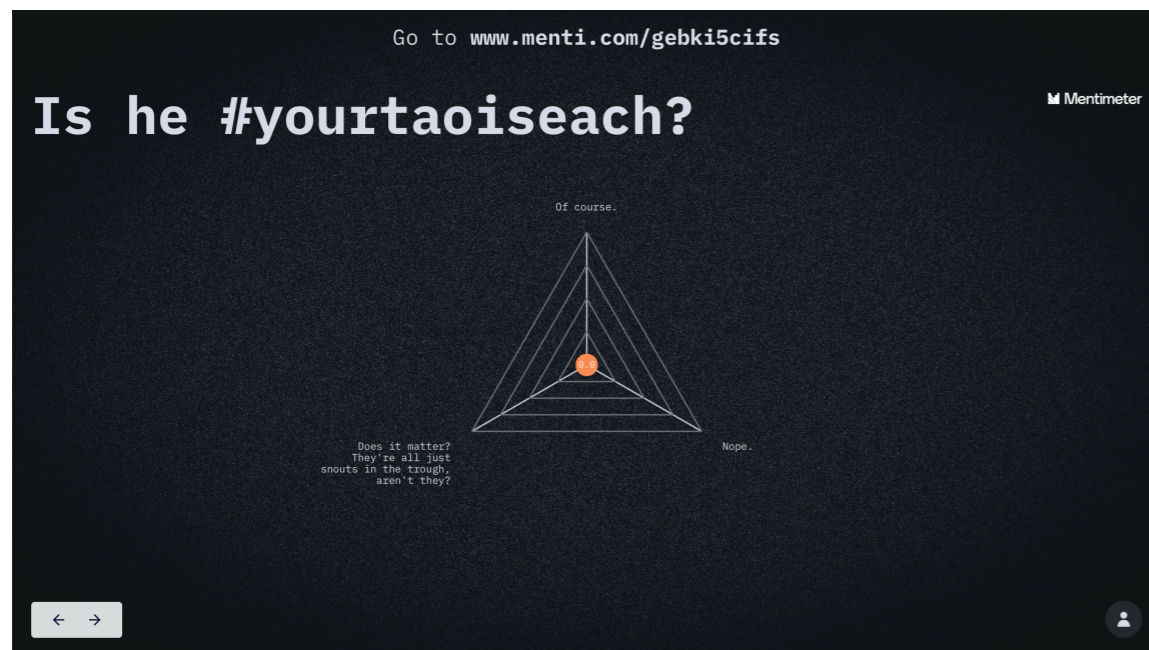 Go to www.menti.com/gebki5cifs
Is he #yourtaoiseach?
Mentimeter
Of course.
0.0
Does it matter?
They're all just
snouts in the trough,
aren't they?
Nope.